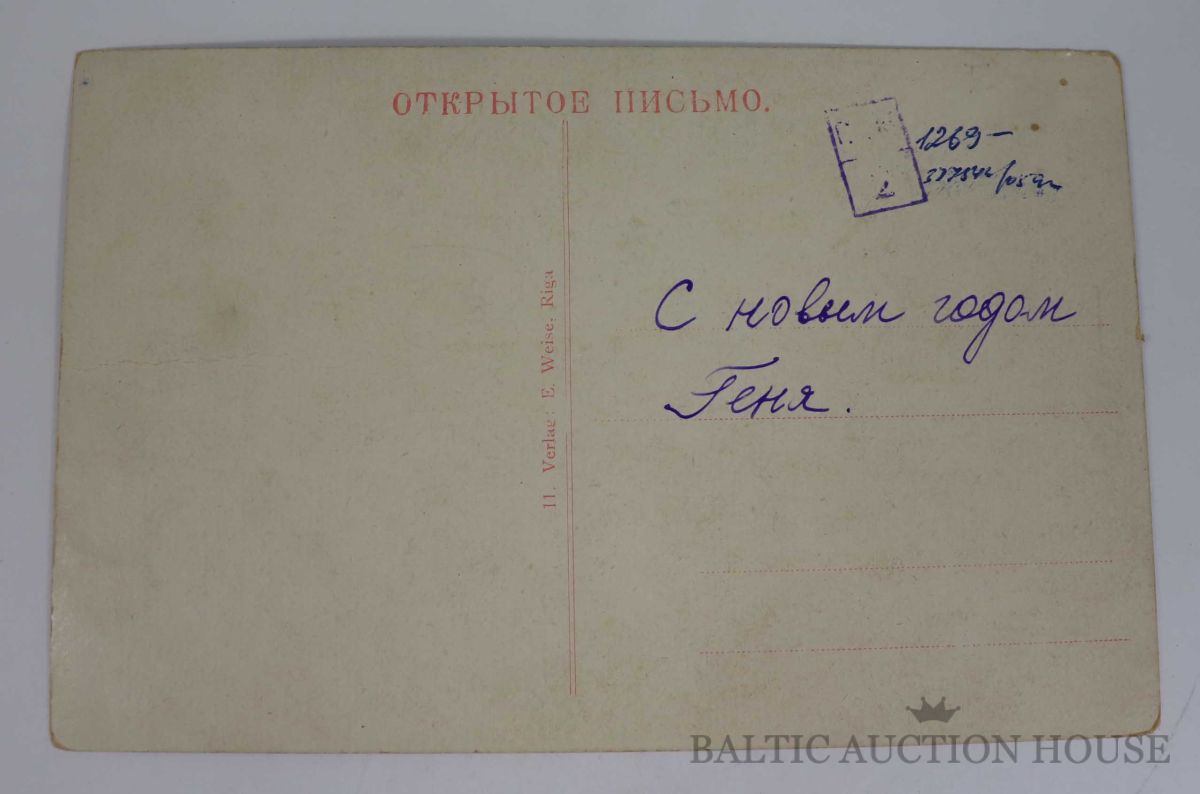 ОТКРЫТОЕ ПИСЬМО.
1269 —
С новым годом
Геня.
11. Verlag: E. Weise, Riga
BALTIC AUCTION HOUSE